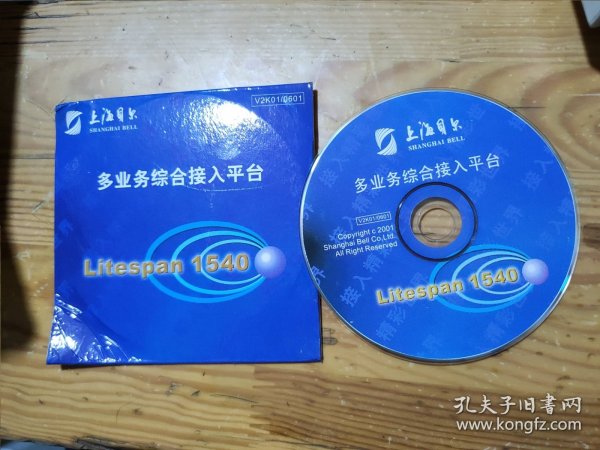 V2K01/0601
上海贝尔
SHANGHAI BELL
多业务综合接入平台
Litespan 1540
上海贝尔
SHANGHAI BELL
多业务综合接入平台
V2K01/0601
Copyright c 2001
Shanghai Bell Co,Ltd.
All Right Reserved
Litespan 1540
孔夫子旧书网
www.kongfz.com